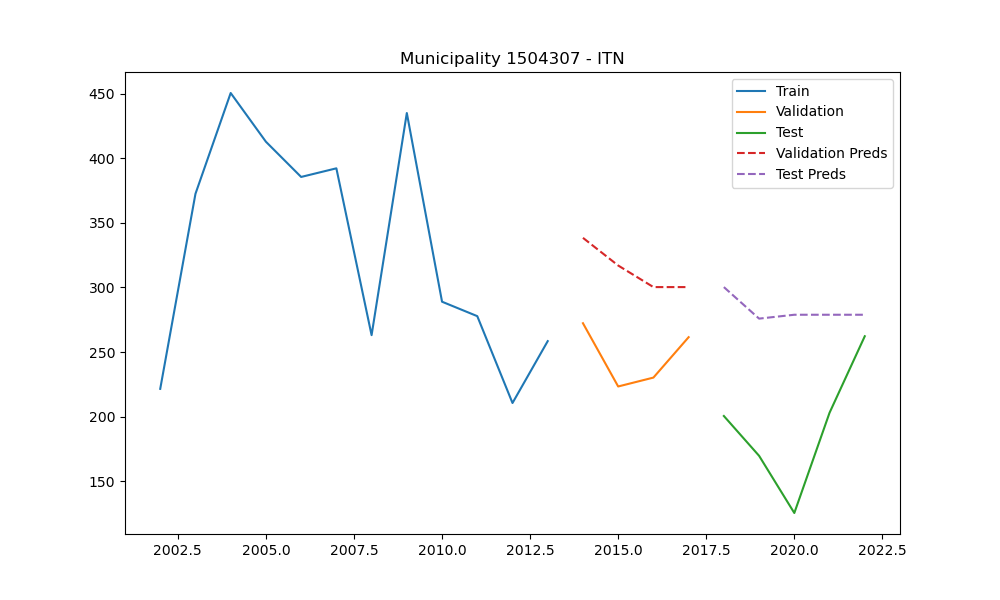 Municipality 1504307 - ITN
Train
Validation
Test
Validation Preds
Test Preds
450
400
350
300
250
200
150
2002.5 2005.0 2007.5 2010.0 2012.5 2015.0 2017.5 2020.0 2022.5